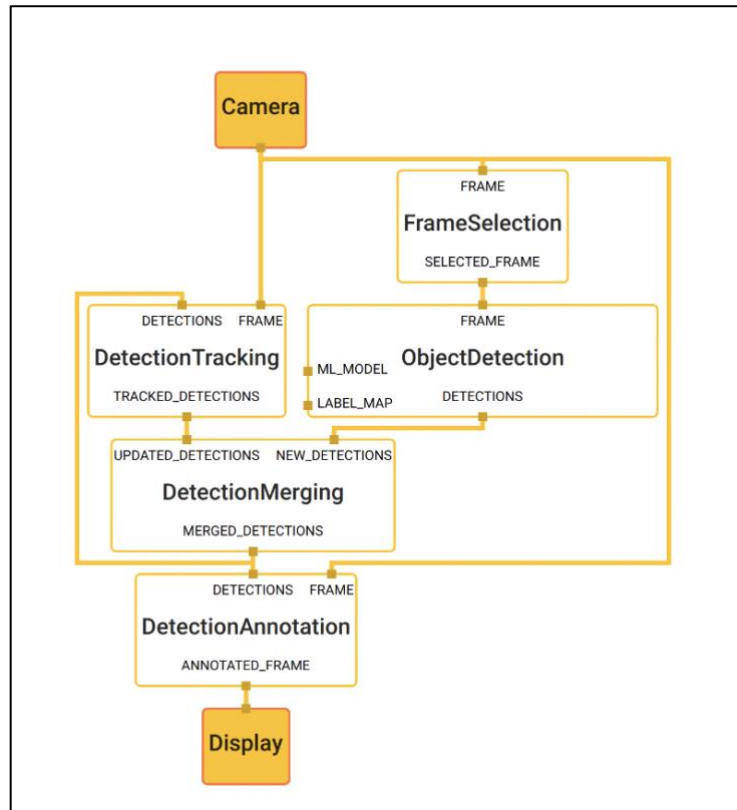 Camera
FRAME
FrameSelection
SELECTED_FRAME
DETECTIONS FRAME
DetectionTracking
TRACKED_DETECTIONS
FRAME
ObjectDetection
ML_MODEL
LABEL_MAP
DETECTIONS
UPDATED_DETECTIONS NEW_DETECTIONS
DetectionMerging
MERGED_DETECTIONS
DETECTIONS FRAME
DetectionAnnotation
ANNOTATED_FRAME
Display